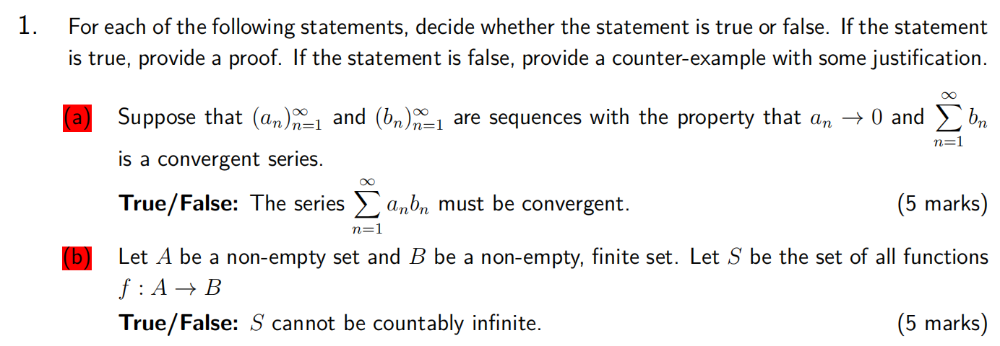 1. For each of the following statements, decide whether the statement is true or false. If the statement
is true, provide a proof. If the statement is false, provide a counter-example with some justification.
(a) Suppose that $(a_n)_{n=1}^{\infty}$ and $(b_n)_{n=1}^{\infty}$ are sequences with the property that $a_n \to 0$ and $\sum_{n=1}^{\infty} b_n$
is a convergent series.
True/False: The series $\sum_{n=1}^{\infty} a_n b_n$ must be convergent. (5 marks)
(b) Let $A$ be a non-empty set and $B$ be a non-empty, finite set. Let $S$ be the set of all functions
$f : A \to B$
True/False: $S$ cannot be countably infinite. (5 marks)